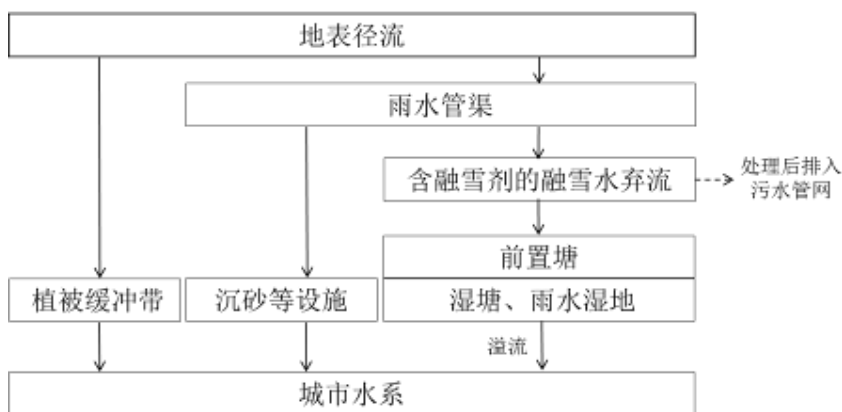 地表径流
雨水管渠
含融雪剂的融雪水弃流
处理后排入
污水管网
前置塘
植被缓冲带
沉砂等设施
湿塘、雨水湿地
溢流
城市水系